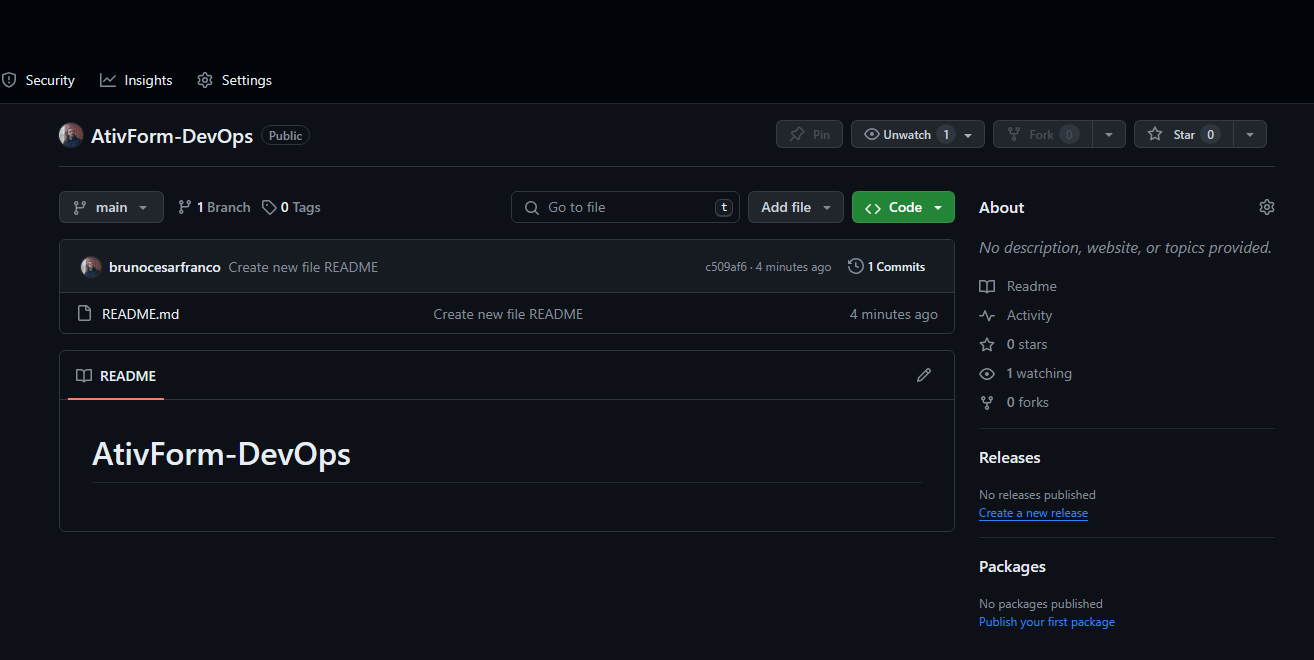 Security Insights Settings
AtivForm-DevOps Public Pin Unwatch 1 Fork 0 Star 0
main 1 Branch 0 Tags Go to file t Add file Code
brunocesarfranco Create new file README c509af6 · 4 minutes ago 1 Commits
README.md Create new file README 4 minutes ago
README
AtivForm-DevOps
About
No description, website, or topics provided.
Readme
Activity
0 stars
1 watching
0 forks
Releases
No releases published
Create a new release
Packages
No packages published
Publish your first package